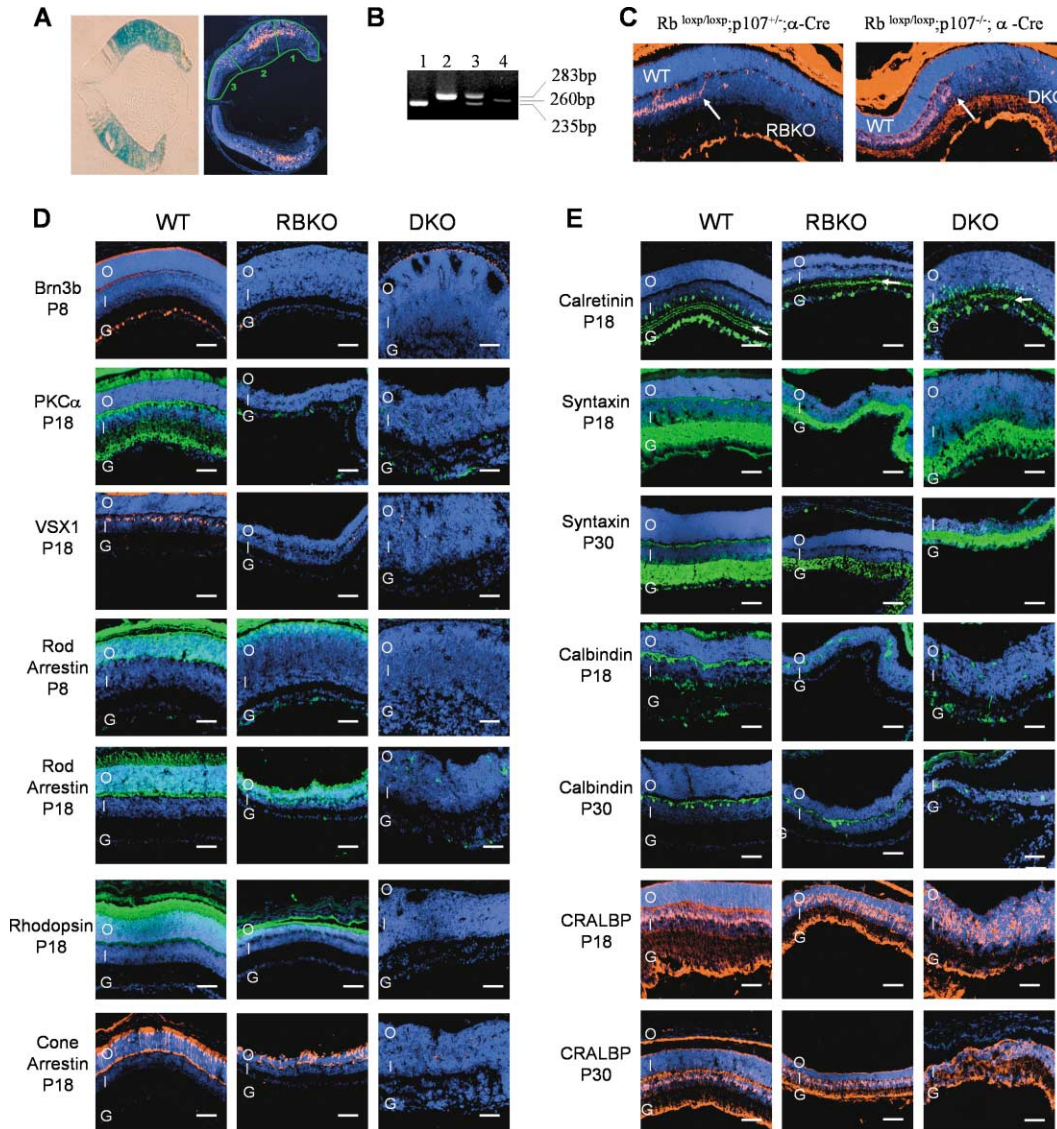 A
1
2
3
B
1 2 3 4
283bp
260bp
235bp
C
Rb loxp/loxp;p107+/-;α-Cre
Rb loxp/loxp;p107-/-; α -Cre
WT
RBKO
WT
DKO
D
WT RBKO DKO
Brn3b
P8
O O O
I I I
G G G
PKCα
P18
O O O
I I
G G G
VSX1
P18
O O O
I I
G G G
Rod
Arrestin
P8
O O O
I I I
G G G
Rod
Arrestin
P18
O O O
I I I
G G G
Rhodopsin
P18
O O O
I I I
G G G
Cone
Arrestin
P18
O O O
I I I
G G G
E
WT RBKO DKO
Calretinin
P18
O O O
I I I
G G G
Syntaxin
P18
O O O
I I I
G G G
Syntaxin
P30
O O O
I I I
G G G
Calbindin
P18
O O O
I I I
G G G
Calbindin
P30
O O O
I I I
G G G
CRALBP
P18
O O O
I I I
G G G
CRALBP
P30
O O O
I I I
G G G